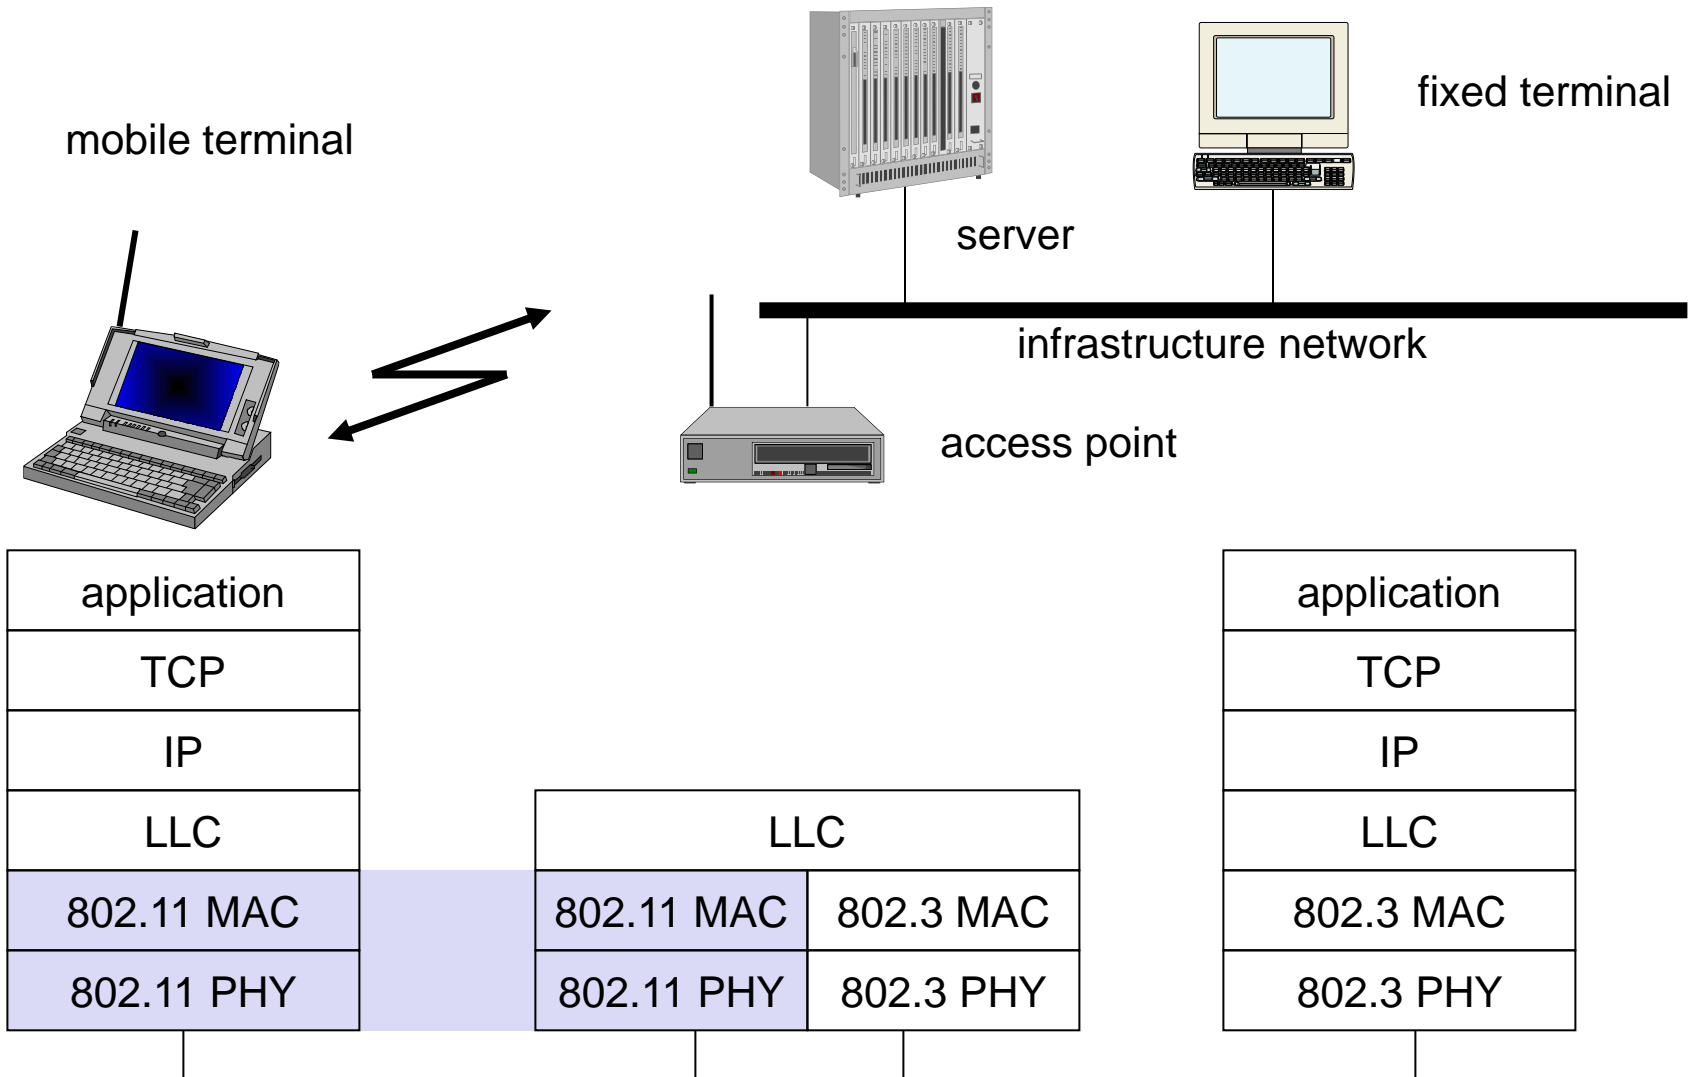 mobile terminal
fixed terminal
server
infrastructure network
access point
application
TCP
IP
LLC
802.11 MAC
802.11 PHY
LLC
802.11 MAC
802.3 MAC
802.11 PHY
802.3 PHY
application
TCP
IP
LLC
802.3 MAC
802.3 PHY